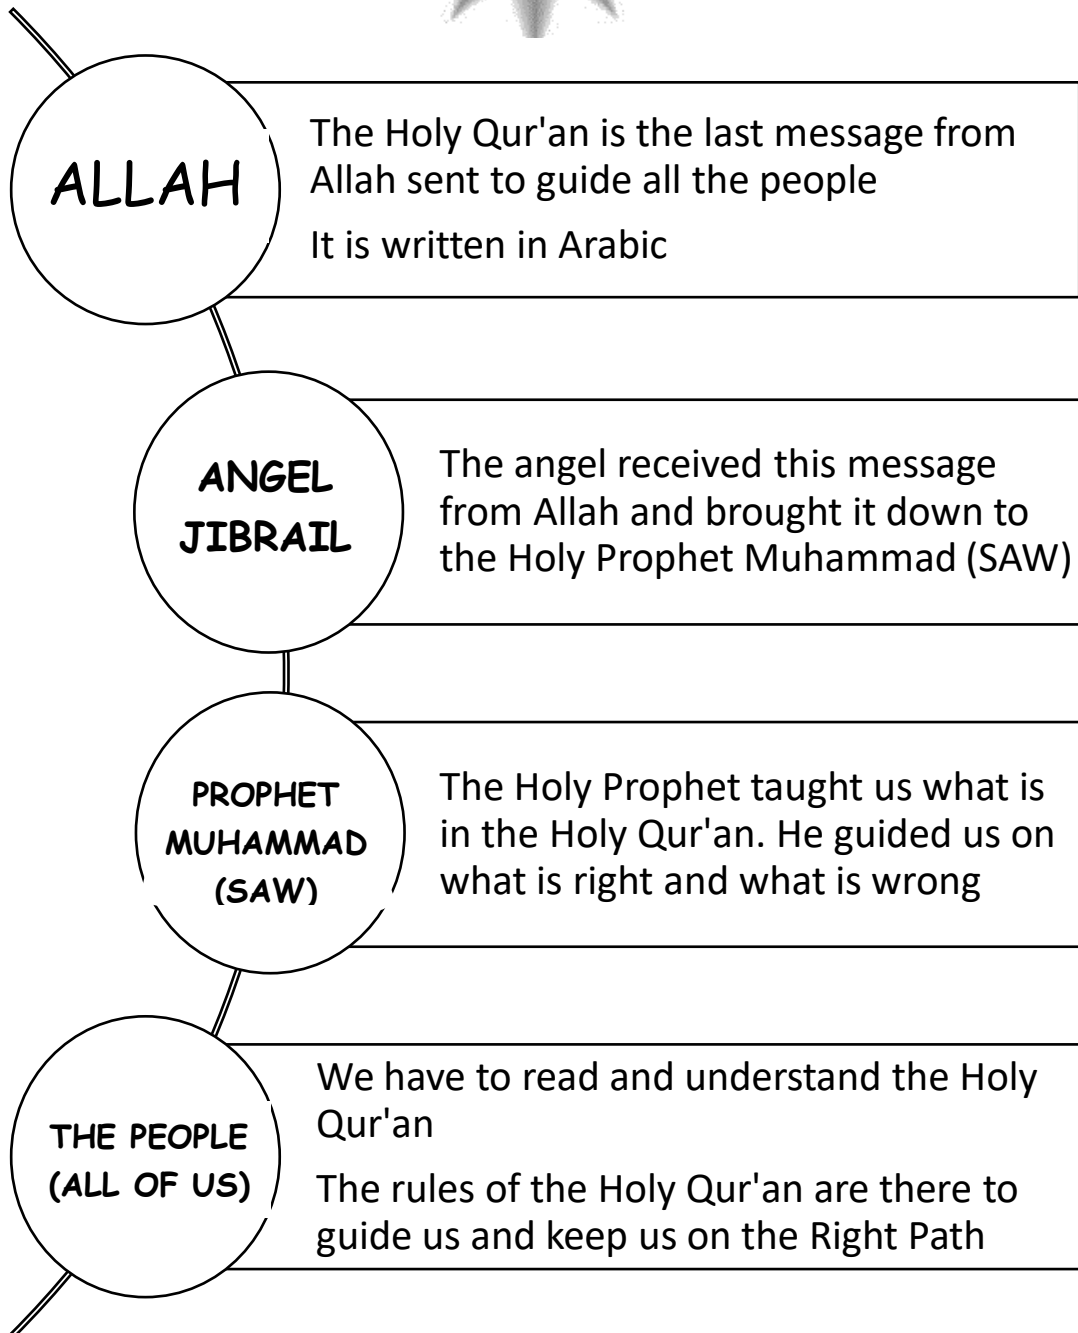 ALLAH
The Holy Qur'an is the last message from
Allah sent to guide all the people
It is written in Arabic
ANGEL
JIBRAIL
The angel received this message
from Allah and brought it down to
the Holy Prophet Muhammad (SAW)
PROPHET
MUHAMMAD
(SAW)
The Holy Prophet taught us what is
in the Holy Qur'an. He guided us on
what is right and what is wrong
THE PEOPLE
(ALL OF US)
We have to read and understand the Holy
Qur'an
The rules of the Holy Qur'an are there to
guide us and keep us on the Right Path